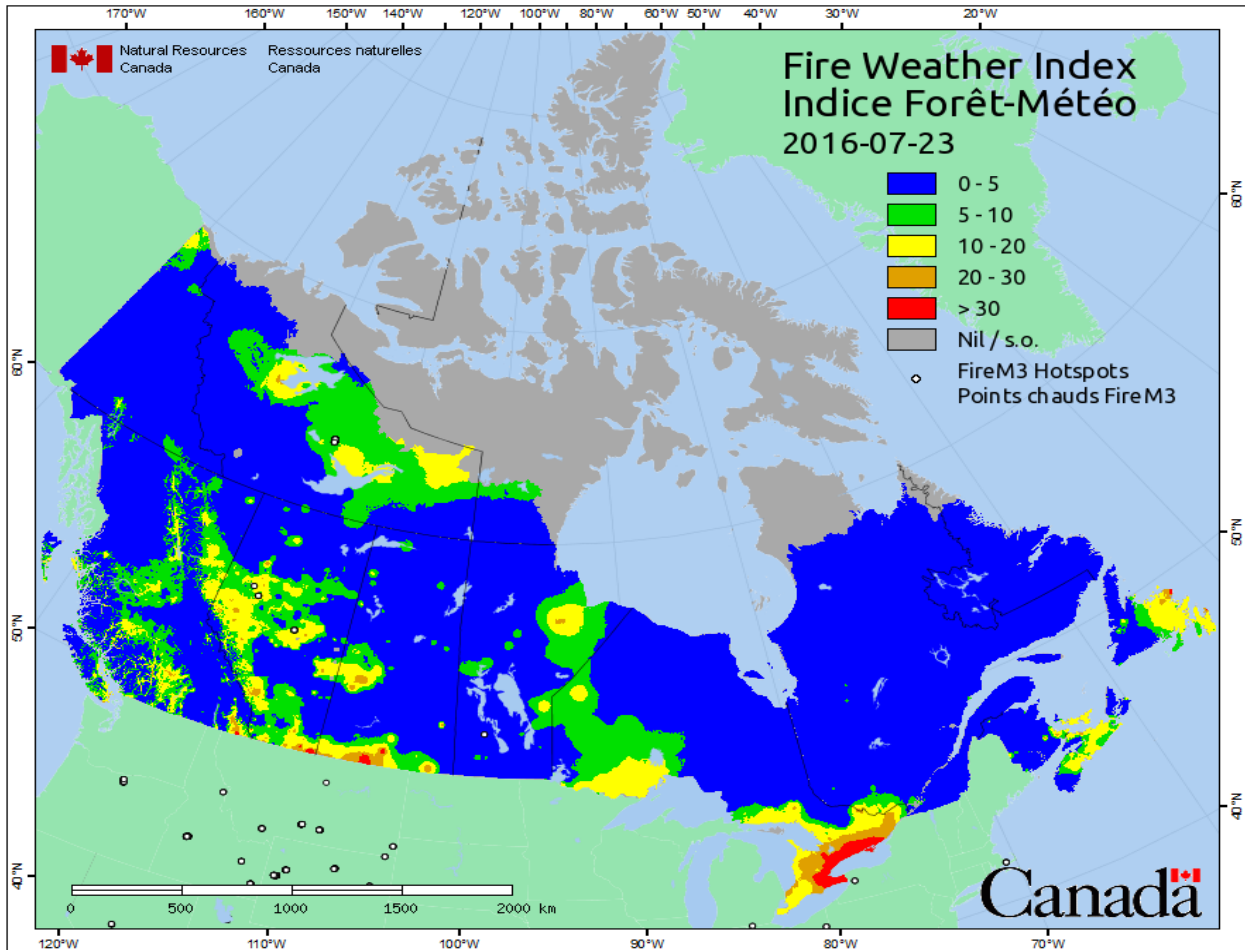 170°W 160°W 150°W 140°W 130°W 120°W 110°W 100°W 90°W 80°W 70°W 60°W 50°W 40°W 30°W 20°W
Natural Resources Ressources naturelles
Canada Canada
Fire Weather Index
Indice Forêt-Météo
2016-07-23
0 - 5
5 - 10
10 - 20
20 - 30
> 30
Nil / s.o.
FireM3 Hotspots
Points chauds FireM3
60°N
60°N
50°N
50°N
40°N
40°N
Canada
0 500 1000 1500 2000 km
120°W 110°W 100°W 90°W 80°W 70°W